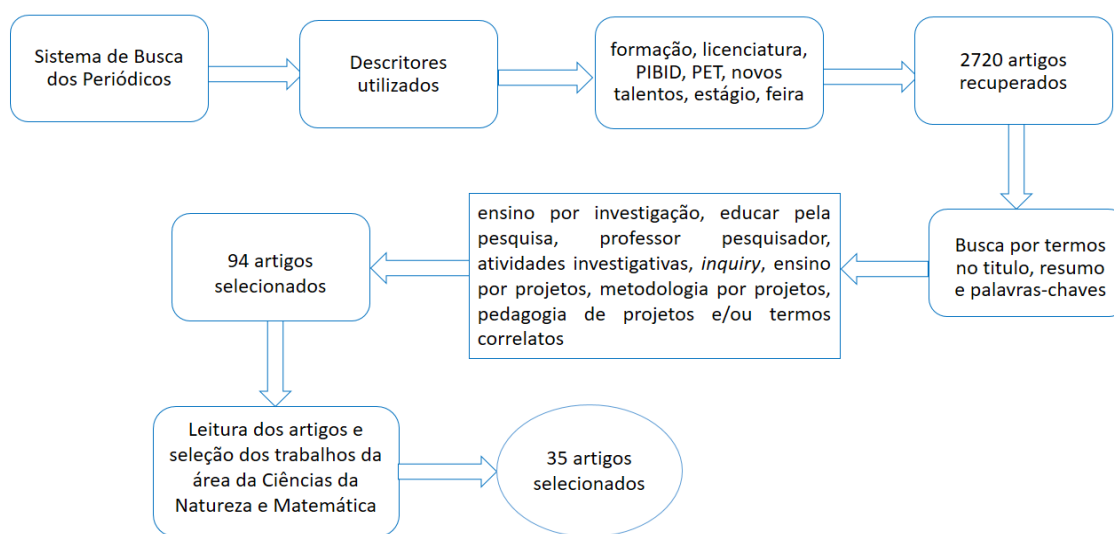 Sistema de Busca
dos Periódicos
Descritores
utilizados
formação, licenciatura,
PIBID, PET, novos
talentos, estágio, feira
2720 artigos
recuperados
Busca por termos
no titulo, resumo
e palavras-chaves
ensino por investigação, educar pela
pesquisa, professor pesquisador,
atividades investigativas, inquiry, ensino
por projetos, metodologia por projetos,
pedagogia de projetos e/ou termos
correlatos
94 artigos
selecionados
Leitura dos artigos e
seleção dos trabalhos da
área da Ciências da
Natureza e Matemática
35 artigos
selecionados